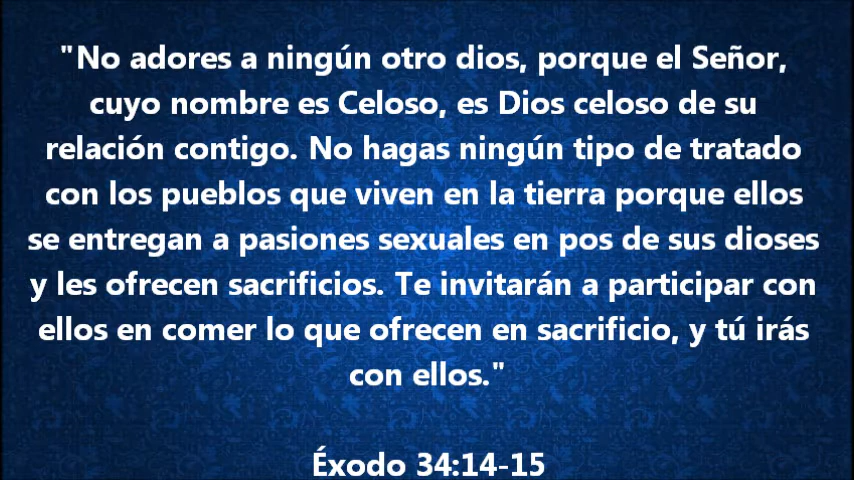 "No adores a ningún otro dios, porque el Señor,
cuyo nombre es Celoso, es Dios celoso de su
relación contigo. No hagas ningún tipo de tratado
con los pueblos que viven en la tierra porque ellos
se entregan a pasiones sexuales en pos de sus dioses
y les ofrecen sacrificios. Te invitarán a participar con
ellos en comer lo que ofrecen en sacrificio, y tú irás
con ellos."
Éxodo 34:14-15